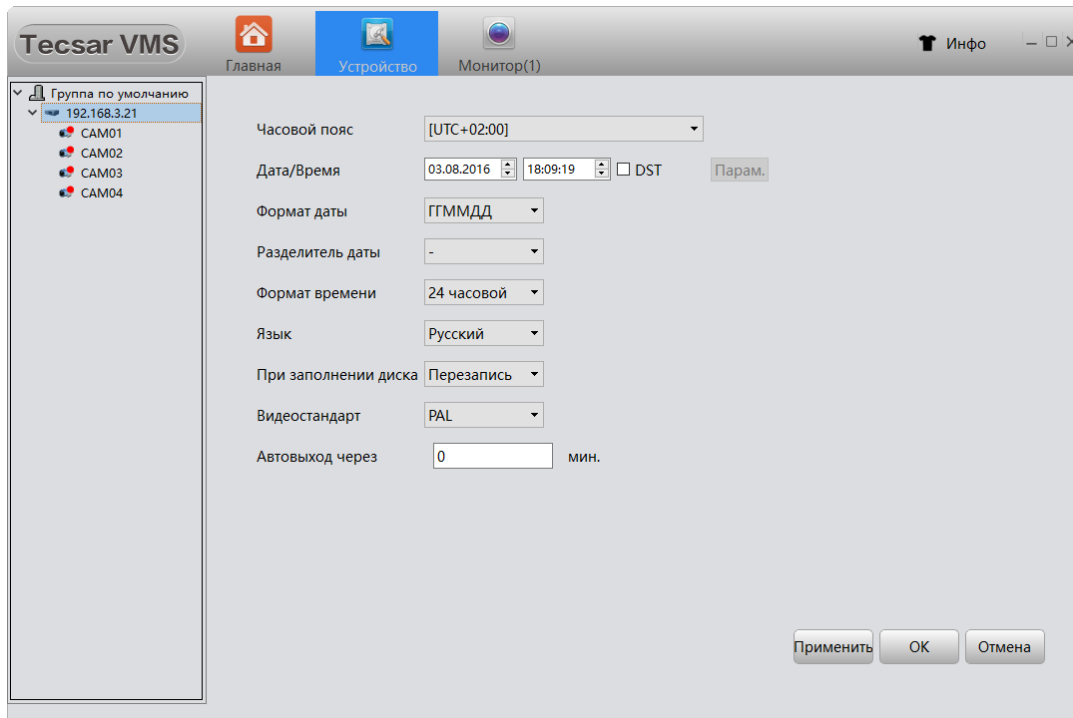 Tecsar VMS
Главная
Устройство
Монитор(1)
Инфо
Группа по умолчанию
192.168.3.21
CAM01
CAM02
CAM03
CAM04
Часовой пояс [UTC+02:00]
Дата/Время 03.08.2016 18:09:19 DST Парам.
Формат даты ГГММДД
Разделитель даты -
Формат времени 24 часовой
Язык Русский
При заполнении диска Перезапись
Видеостандарт PAL
Автовыход через 0 мин.
Применить OK Отмена